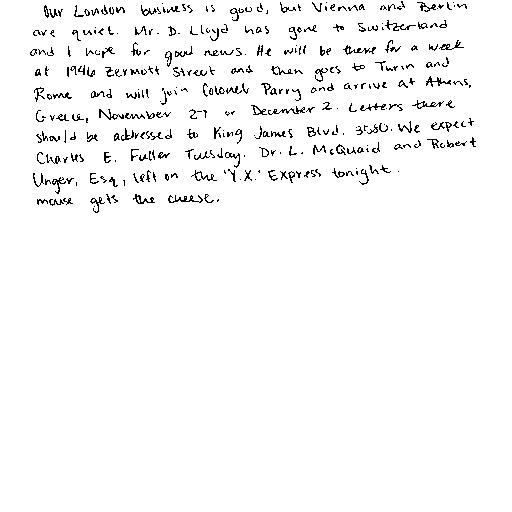 Our London business is good, but Vienna and Berlin
are quiet. Mr. D. Lloyd has gone to Switzerland
and I hope for good news. He will be there for a week
at 1946 Zermott Street and then goes to Turin and
Rome and will join Colonel Parry and arrive at Athens,
Greece, November 27 or December 2. Letters there
should be addressed to King James Blvd. 3580. We expect
Charles E. Fuller Tuesday. Dr. L. McQuaid and Robert
Unger, Esq., left on the "Y.X." Express tonight.
mouse gets the cheese.